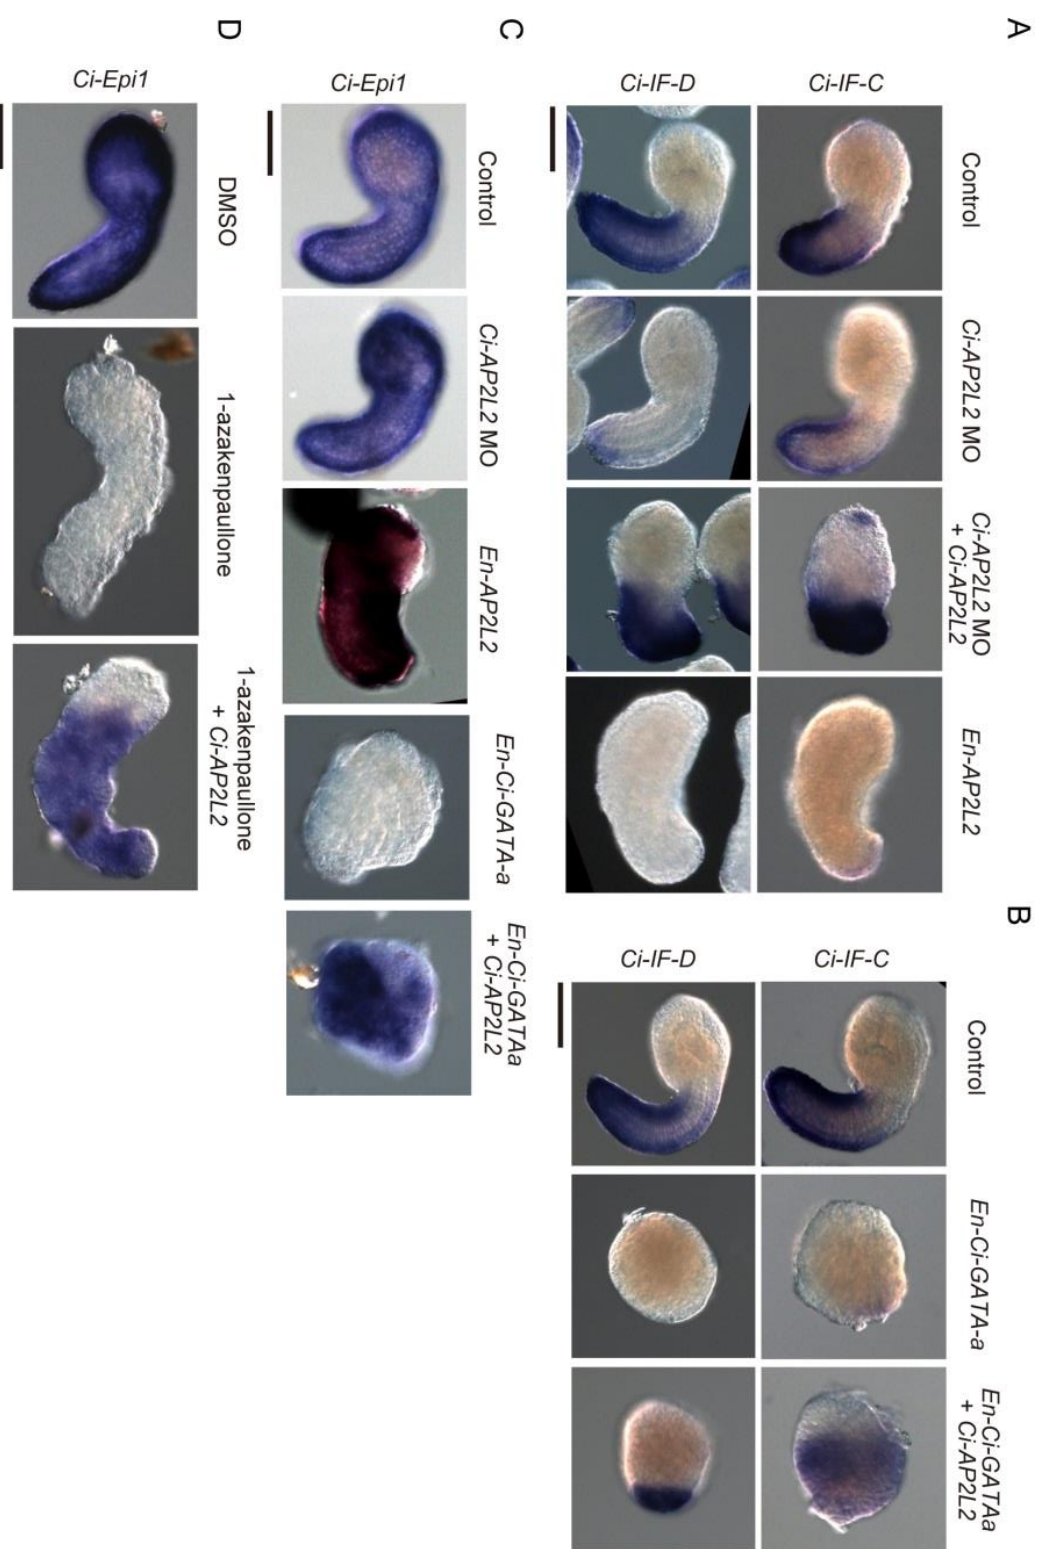 A
Control
Ci-AP2L2 MO
Ci-AP2L2 MO
+ Ci-AP2L2
En-AP2L2
Ci-IF-C
Ci-IF-D
B
Control
En-Ci-GATA-a
En-Ci-GATAa
+ Ci-AP2L2
Ci-IF-C
Ci-IF-D
C
Control
Ci-AP2L2 MO
En-AP2L2
En-Ci-GATA-a
En-Ci-GATAa
+ Ci-AP2L2
Ci-Epi1
D
DMSO
1-azakenpaullone
1-azakenpaullone
+ Ci-AP2L2
Ci-Epi1